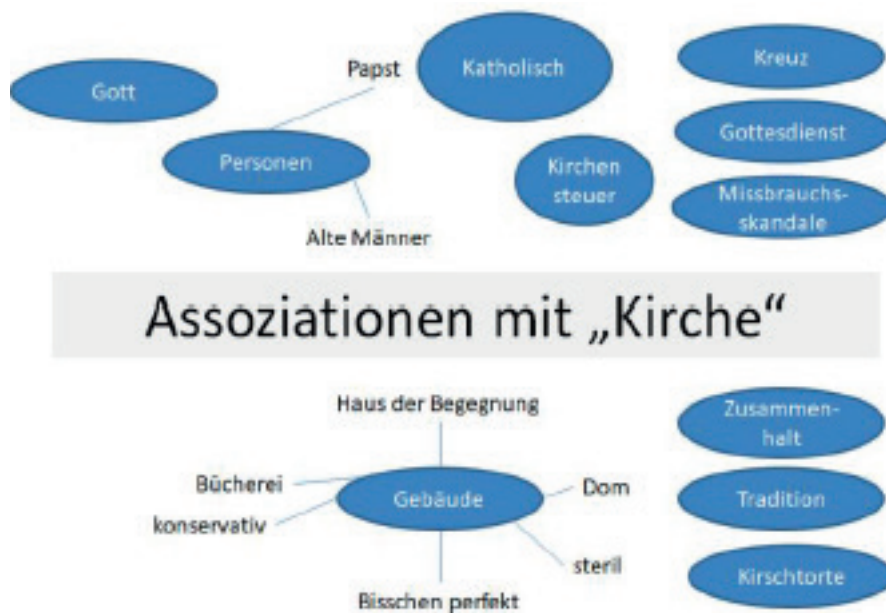 Gott
Personen
Papst
Alte Männer
Katholisch
Kirchen
steuer
Kreuz
Gottesdienst
Missbrauchs-
skandale
Assoziationen mit „Kirche“
Haus der Begegnung
Bücherei
konservativ
Gebäude
Dom
steril
Bisschen perfekt
Zusammen-
halt
Tradition
Kirschtorte